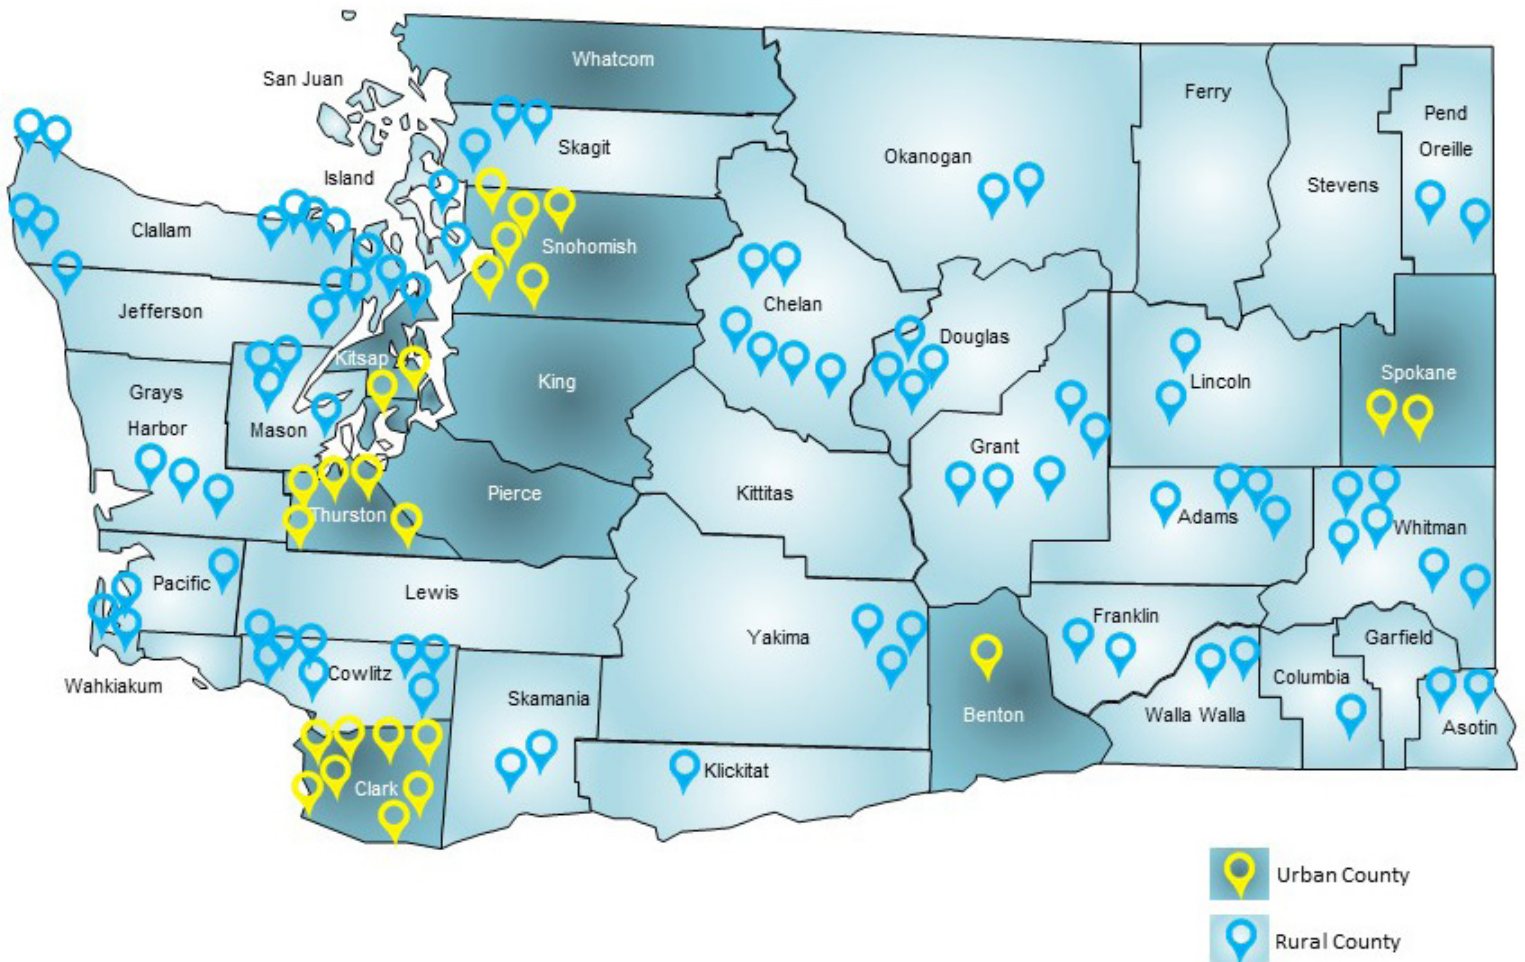 Whatcom
San Juan
Ferry
Pend
Oreille
Skagit
Okanogan
Island
Stevens
Clallam
Snohomish
Chelan
Jefferson
Douglas
Kitsap
King
Spokane
Lincoln
Grays
Harbor
Mason
Grant
Pierce
Kittitas
Thurston
Adams
Whitman
Pacific
Lewis
Franklin
Yakima
Garfield
Wahkiakum
Cowlitz
Columbia
Skamania
Benton
Walla Walla
Asotin
Klickitat
Clark
Urban County
Rural County